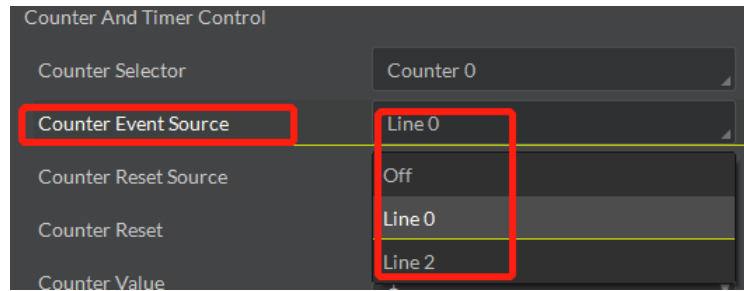 Counter And Timer Control
Counter Selector Counter 0
Counter Event Source Line 0
Counter Reset Source Off
Line 0
Counter Reset
Line 2
Counter Value